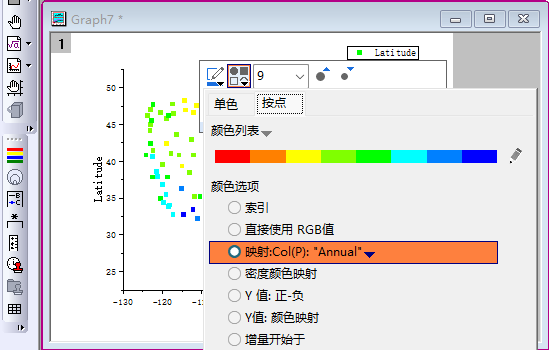 Graph7 *
1
Latitude
9
单色
按点
颜色列表
颜色选项
索引
直接使用 RGB值
映射:Col(P): "Annual"
密度颜色映射
Y 值: 正-负
Y值: 颜色映射
增量开始于
Latitude
50
45
40
35
30
25
-130
-120
-110